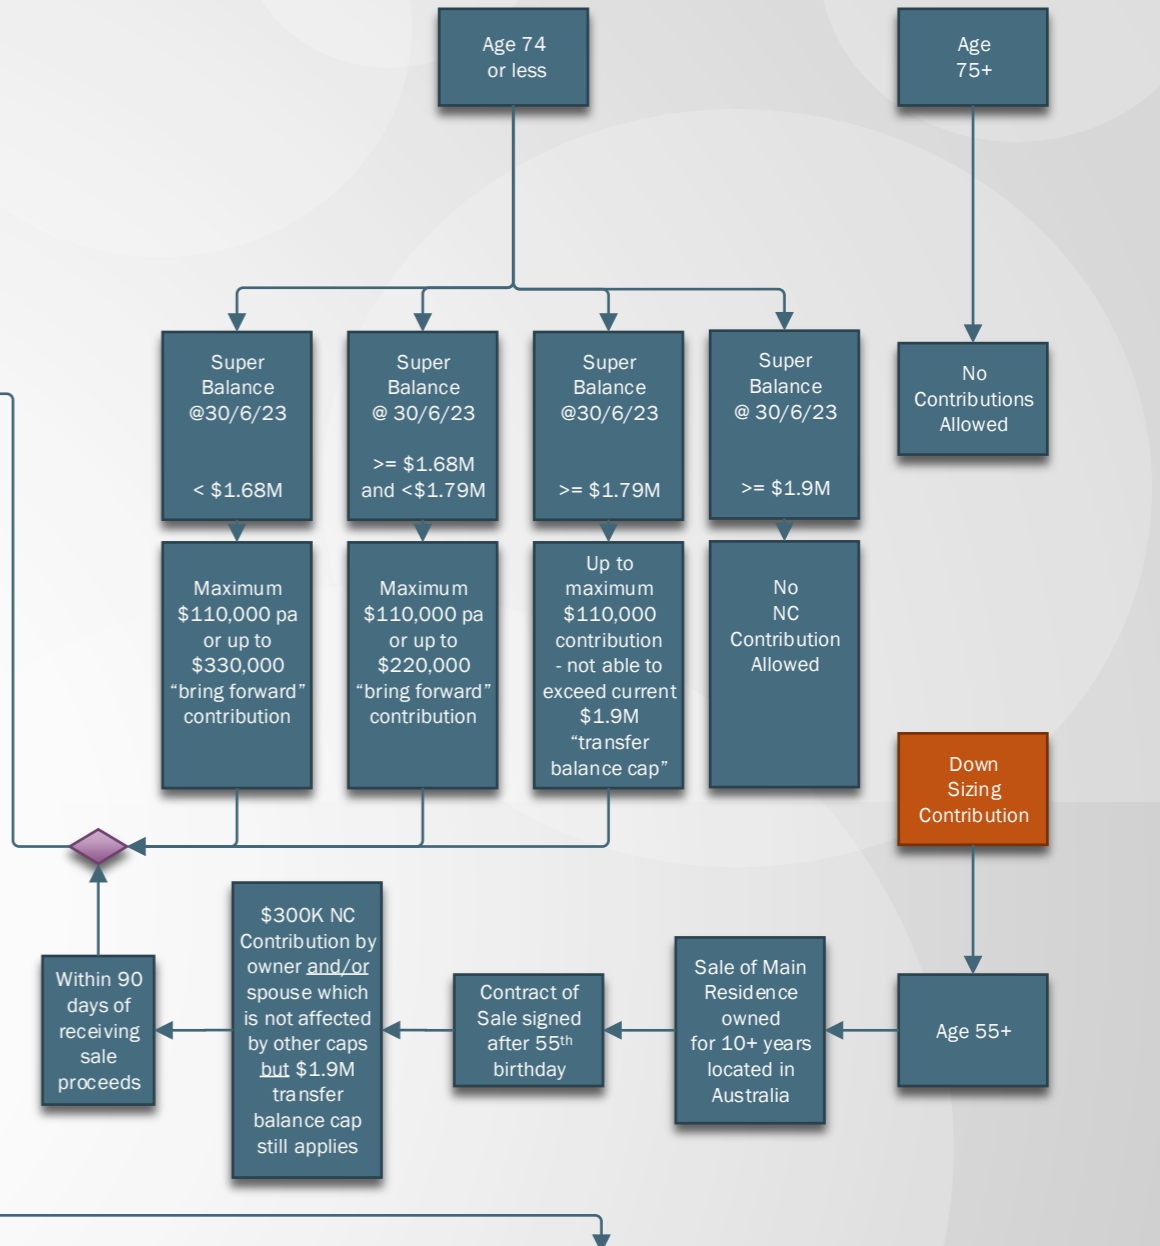 Age 74
or less
Age
75+
Super
Balance
@30/6/23
< $1.68M
Super
Balance
@ 30/6/23
>= $1.68M
and <$1.79M
Super
Balance
@30/6/23
>= $1.79M
Super
Balance
@ 30/6/23
>= $1.9M
No
Contributions
Allowed
Maximum
$110,000 pa
or up to
$330,000
“bring forward”
contribution
Maximum
$110,000 pa
or up to
$220,000
“bring forward”
contribution
Up to
maximum
$110,000
contribution
- not able to
exceed current
$1.9M
“transfer
balance cap”
No
NC
Contribution
Allowed
Down
Sizing
Contribution
Within 90
days of
receiving
sale
proceeds
$300K NC
Contribution by
owner and/or
spouse which
is not affected
by other caps
but $1.9M
transfer
balance cap
still applies
Contract of
Sale signed
after 55th
birthday
Sale of Main
Residence
owned
for 10+ years
located in
Australia
Age 55+